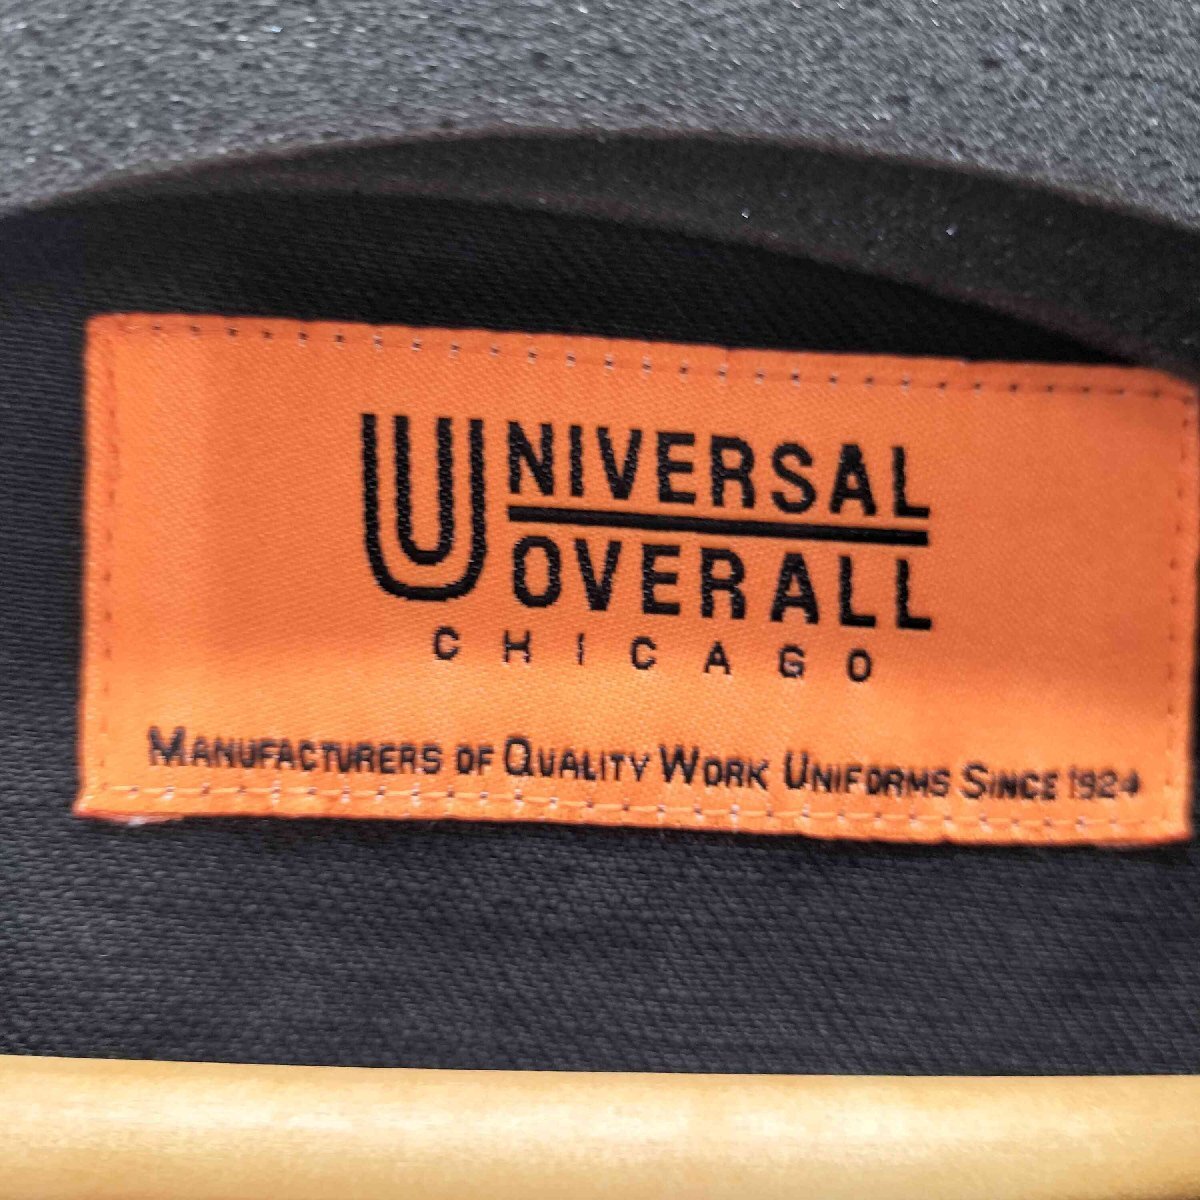 UNIVERSAL
OVERALL
CHICAGO
MANUFACTURERS OF QUALITY WORK UNIFORMS SINCE 1924